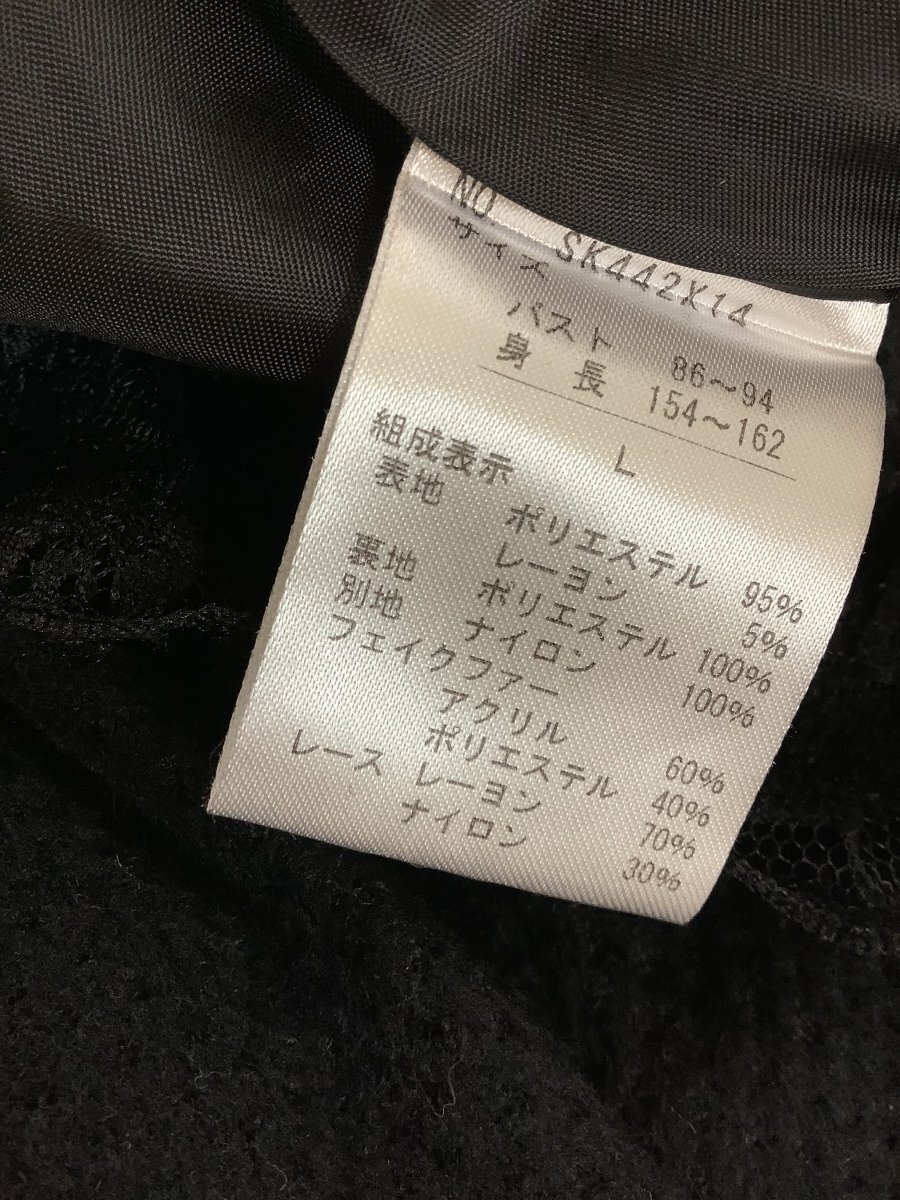 NO. SK442X14
サイズ
バスト 86～94
身長 154～162
L
組成表示
表地 ポリエステル 95%
レーヨン 5%
裏地 ポリエステル 100%
別地 ナイロン 100%
フェイクファー
アクリル 60%
ポリエステル 40%
レース レーヨン 70%
ナイロン 30%